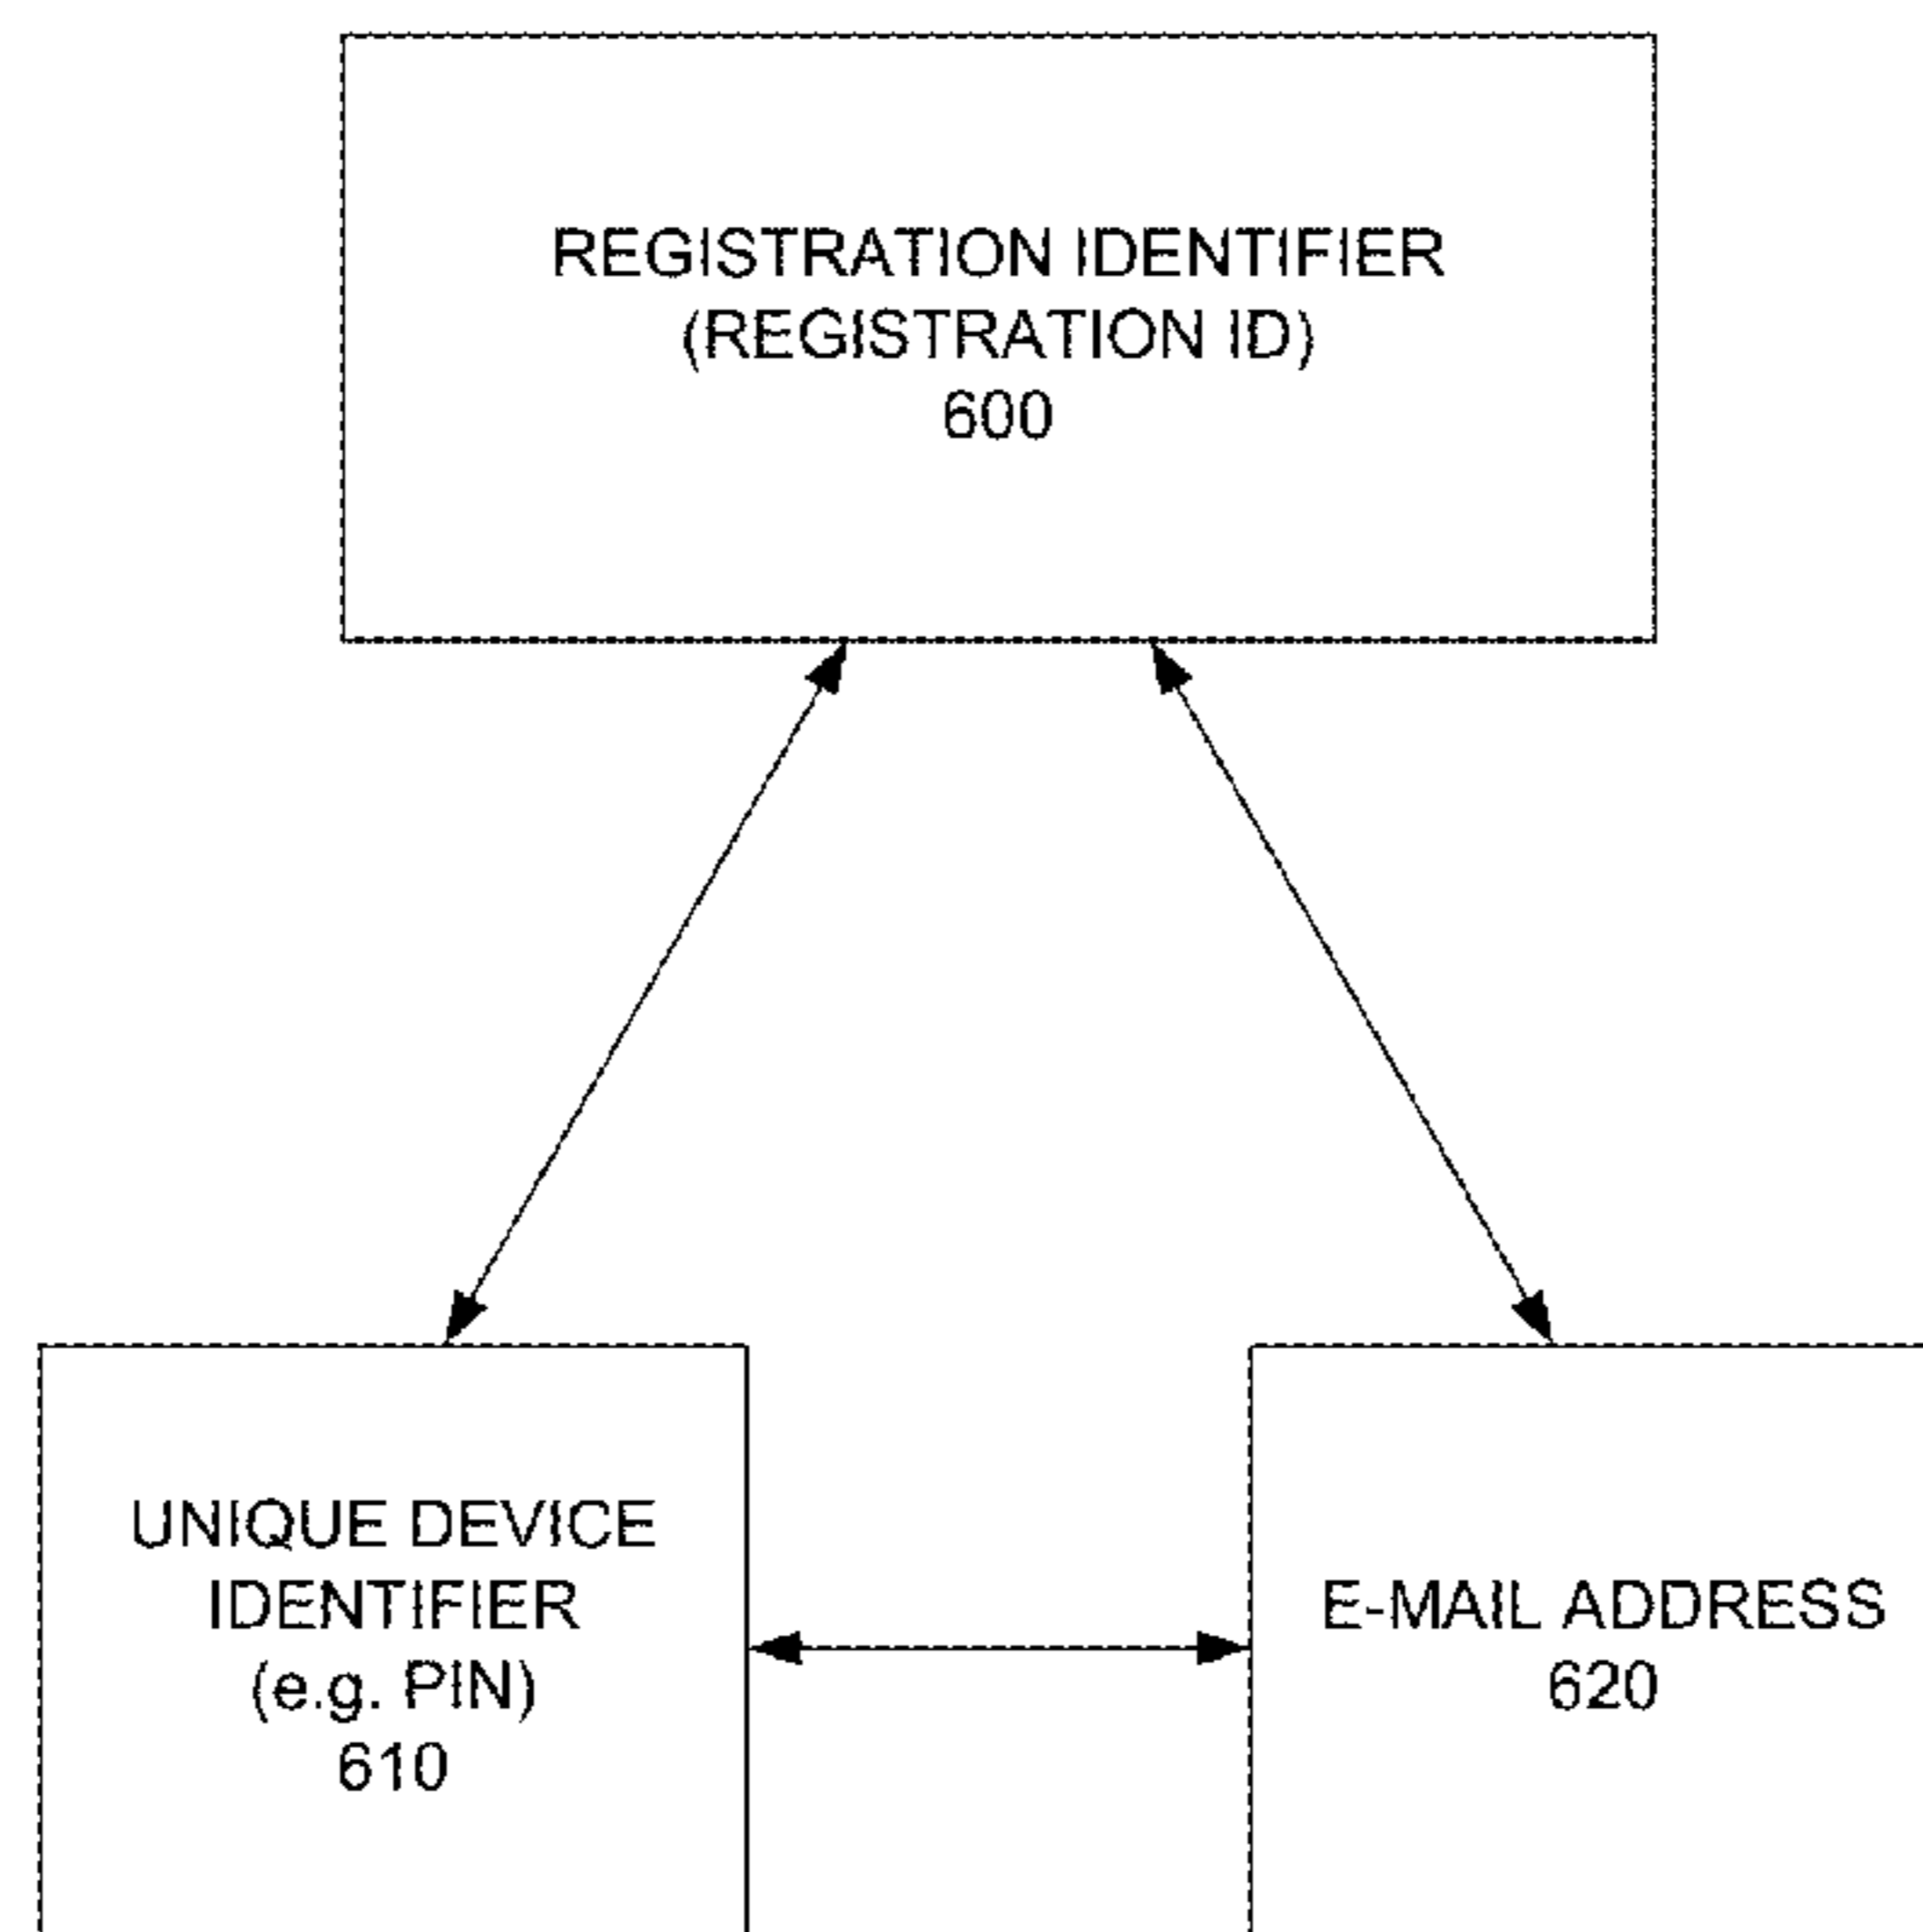 REGISTRATION IDENTIFIER
(REGISTRATION ID)
600
UNIQUE DEVICE
IDENTIFIER
(e.g. PIN)
610
E-MAIL ADDRESS
620